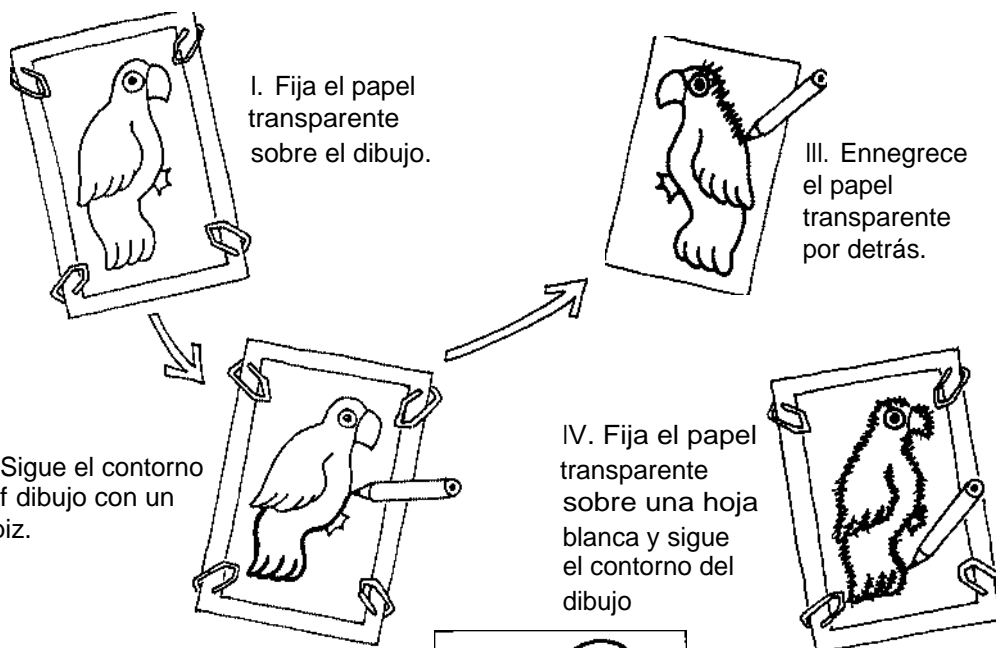 I. Fija el papel
transparente
sobre el dibujo.
Sigue el contorno
f dibujo con un
oiz.
III. Ennegrece
el papel
transparente
por detrás.
IV. Fija el papel
transparente
sobre una hoja
blanca y sigue
el contorno del
dibujo